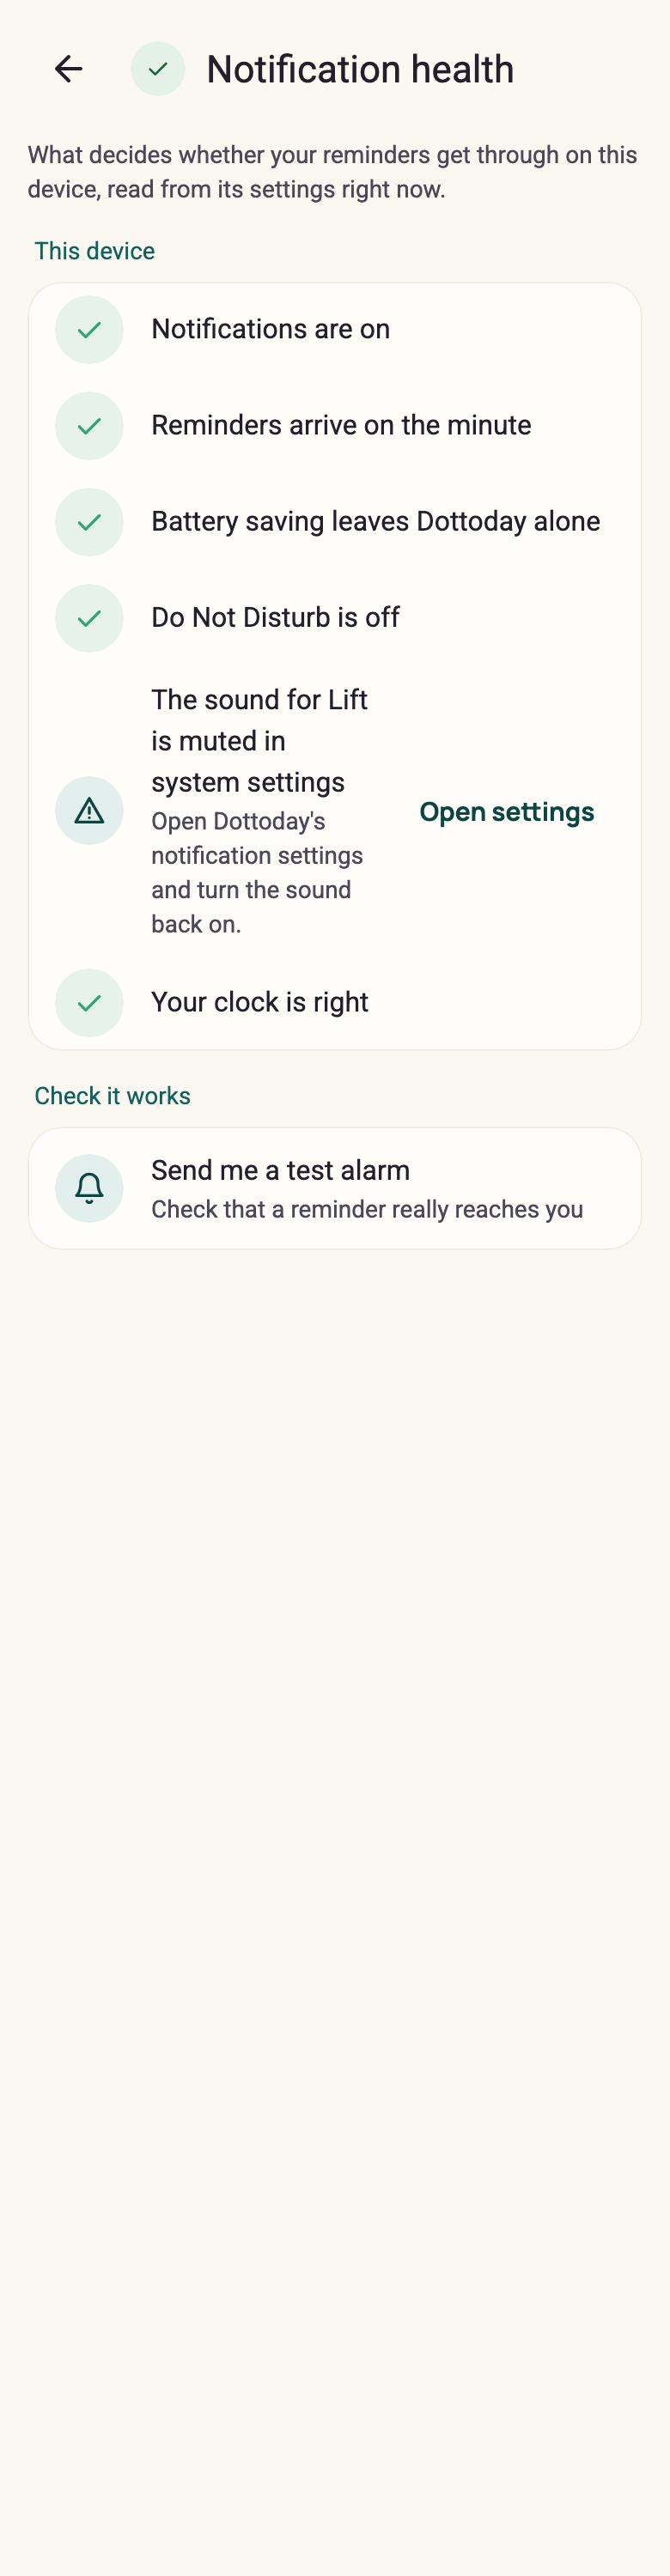 Notification health
What decides whether your reminders get through on this
device, read from its settings right now.
This device
Notifications are on
Reminders arrive on the minute
Battery saving leaves Dottoday alone
Do Not Disturb is off
The sound for Lift
is muted in
system settings
Open Dottoday's
notification settings
and turn the sound
back on.
Open settings
Your clock is right
Check it works
Send me a test alarm
Check that a reminder really reaches you